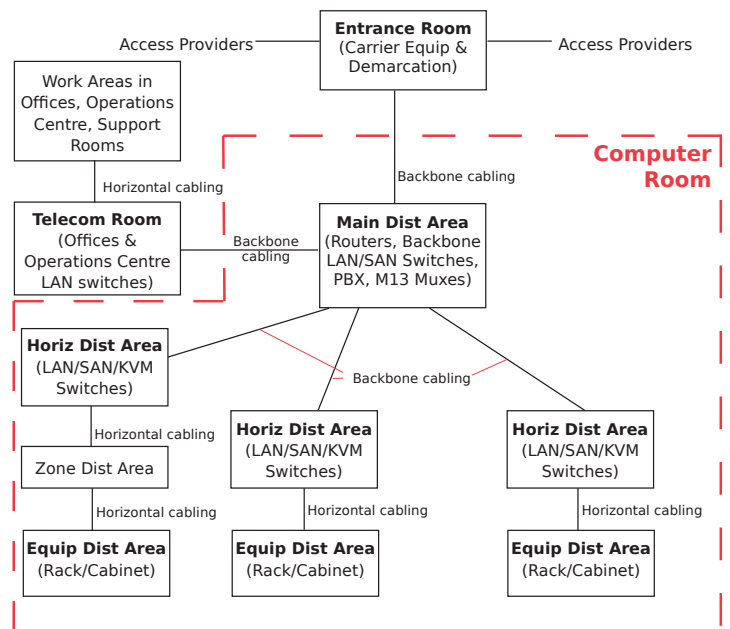 Entrance Room
(Carrier Equip &
Demarcation)
Access Providers
Access Providers
Work Areas in
Offices, Operations
Centre, Support
Rooms
Computer
Room
Backbone cabling
Horizontal cabling
Telecom Room
(Offices &
Operations Centre
LAN switches)
Backbone
cabling
Main Dist Area
(Routers, Backbone
LAN/SAN Switches,
PBX, M13 Muxes)
Horiz Dist Area
(LAN/SAN/KVM
Switches)
Backbone cabling
Horizontal cabling
Zone Dist Area
Horiz Dist Area
(LAN/SAN/KVM
Switches)
Horiz Dist Area
(LAN/SAN/KVM
Switches)
Horizontal cabling
Horizontal cabling
Horizontal cabling
Equip Dist Area
(Rack/Cabinet)
Equip Dist Area
(Rack/Cabinet)
Equip Dist Area
(Rack/Cabinet)